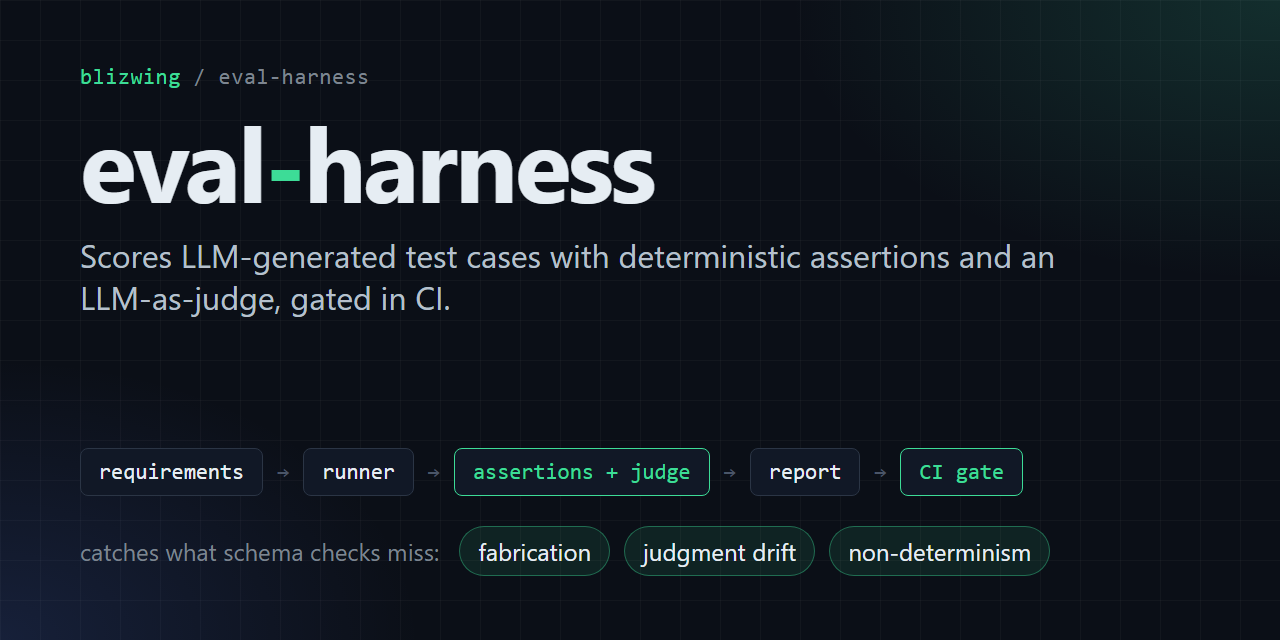 blizwing / eval-harness
eval-harness
Scores LLM-generated test cases with deterministic assertions and an
LLM-as-judge, gated in CI.
requirements → runner → assertions + judge → report → CI gate
catches what schema checks miss: fabrication judgment drift non-determinism